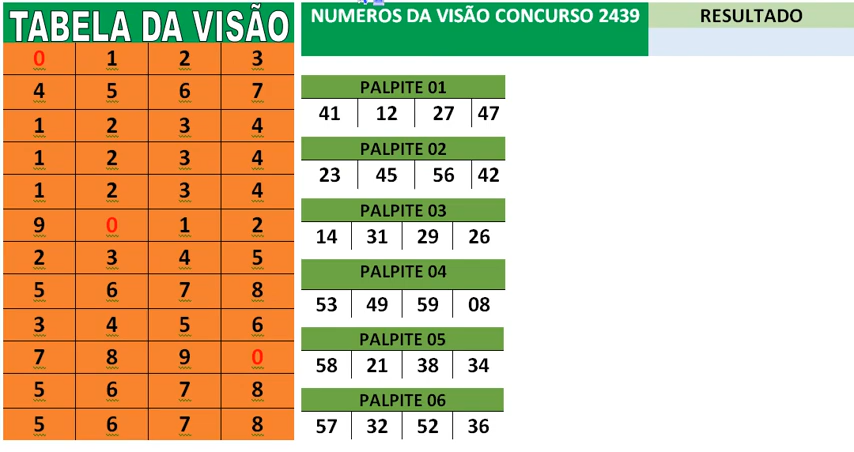 TABELA DA VISÃO
0 1 2 3
4 5 6 7
1 2 3 4
1 2 3 4
1 2 3 4
9 0 1 2
2 3 4 5
5 6 7 8
3 4 5 6
7 8 9 0
5 6 7 8
5 6 7 8
NUMEROS DA VISÃO CONCURSO 2439
RESULTADO
PALPITE 01
41 12 27 47
PALPITE 02
23 45 56 42
PALPITE 03
14 31 29 26
PALPITE 04
53 49 59 08
PALPITE 05
58 21 38 34
PALPITE 06
57 32 52 36